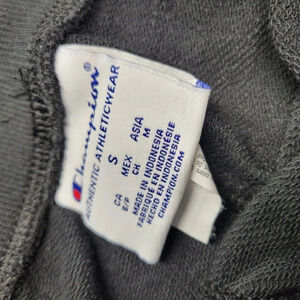 Champion
AUTHENTIC ATHLETICWEAR
S
CA MEX ASIA
S/P CH M
MADE IN INDONESIA
FABRIQUÉ EN INDONÉSIE
HECHO EN INDONESIA
CHAMPION.COM